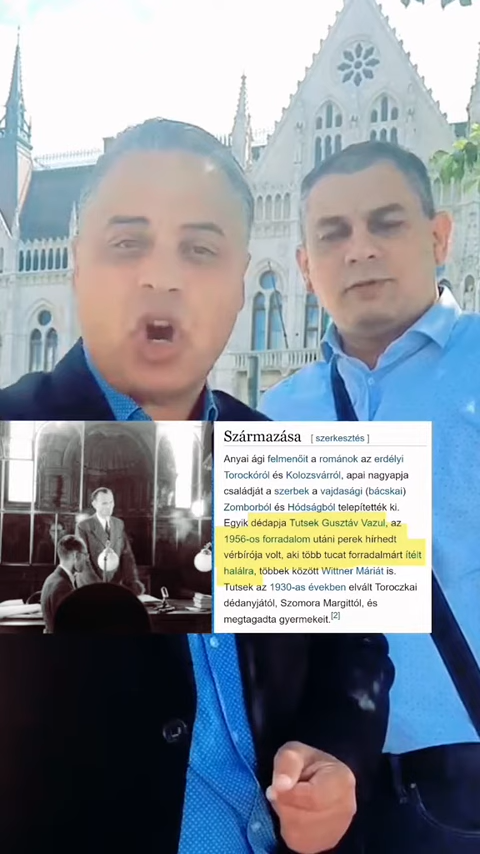 Származása [ szerkesztés ]
Anyai ági felmenőit a románok az erdélyi
Torockóról és Kolozsvárról, apai nagyapja
családját a szerbek a vajdasági (bácskai)
Zomborból és Hódságból telepítették ki.
Egyik dédapja Tutsek Gusztáv Vazul, az
1956-os forradalom utáni perek hírhedt
vérbírója volt, aki több tucat forradalmárt ítélt
halálra, többek között Wittner Máriát is.
Tutsek az 1930-as években elvált Toroczkai
dédanyjától, Szomora Margittól, és
megtagadta gyermekeit.[2]